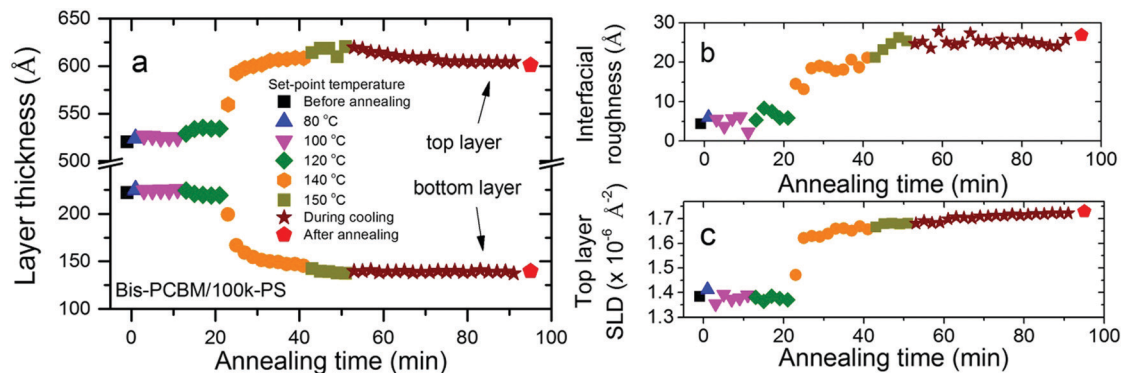 a
Layer thickness (Å)
650
600
550
500
200
150
100
0
20
40
60
80
100
Annealing time (min)
Set-point temperature
Before annealing
80 °C
100 °C
120 °C
140 °C
150 °C
During cooling
After annealing
top layer
bottom layer
Bis-PCBM/100k-PS
b
Interfacial
roughness (Å)
30
20
10
0
0
20
40
60
80
100
Annealing time (min)
c
Top layer
SLD (x 10⁻⁶ Å⁻²)
1.7
1.6
1.5
1.4
1.3
0
20
40
60
80
100
Annealing time (min)